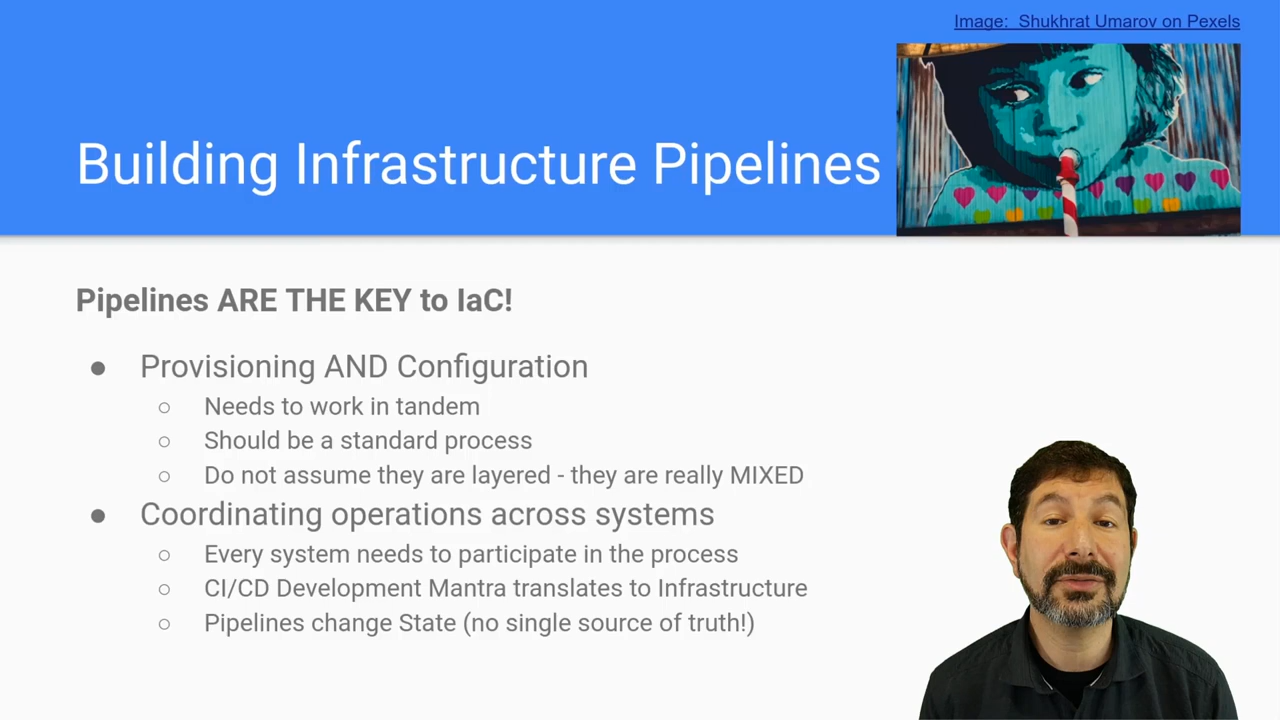 Image: Shukhrat Umarov on Pexels
Building Infrastructure Pipelines
Pipelines ARE THE KEY to IaC!
● Provisioning AND Configuration
○ Needs to work in tandem
○ Should be a standard process
○ Do not assume they are layered - they are really MIXED
● Coordinating operations across systems
○ Every system needs to participate in the process
○ CI/CD Development Mantra translates to Infrastructure
○ Pipelines change State (no single source of truth!)